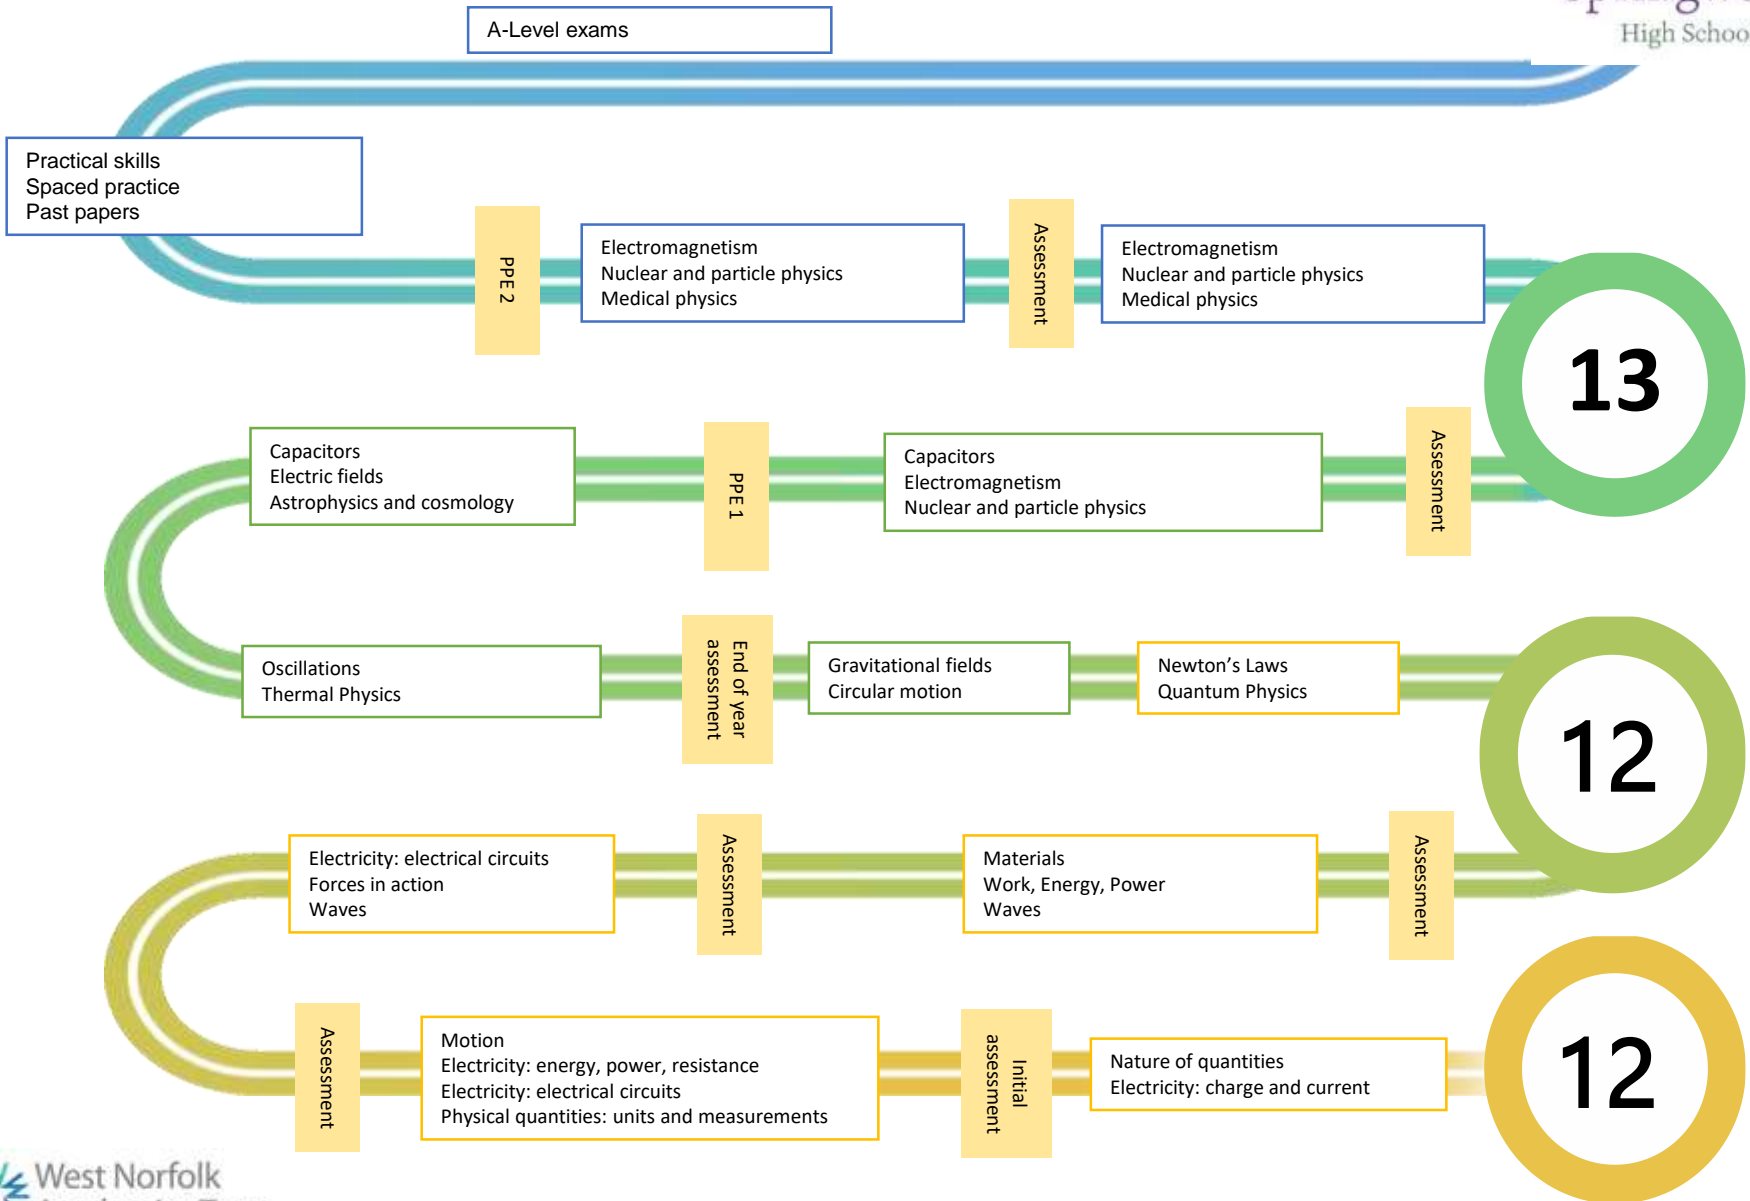 High Schoo
A-Level exams
Practical skills
Spaced practice
Past papers
PPE 2
Electromagnetism
Nuclear and particle physics
Medical physics
Assessment
Electromagnetism
Nuclear and particle physics
Medical physics
13
Capacitors
Electric fields
Astrophysics and cosmology
PPE 1
Capacitors
Electromagnetism
Nuclear and particle physics
Assessment
Oscillations
Thermal Physics
End of year
assessment
Gravitational fields
Circular motion
Newton's Laws
Quantum Physics
12
Electricity: electrical circuits
Forces in action
Waves
Assessment
Materials
Work, Energy, Power
Waves
Assessment
Assessment
Motion
Electricity: energy, power, resistance
Electricity: electrical circuits
Physical quantities: units and measurements
Initial
assessment
Nature of quantities
Electricity: charge and current
12
West Norfolk